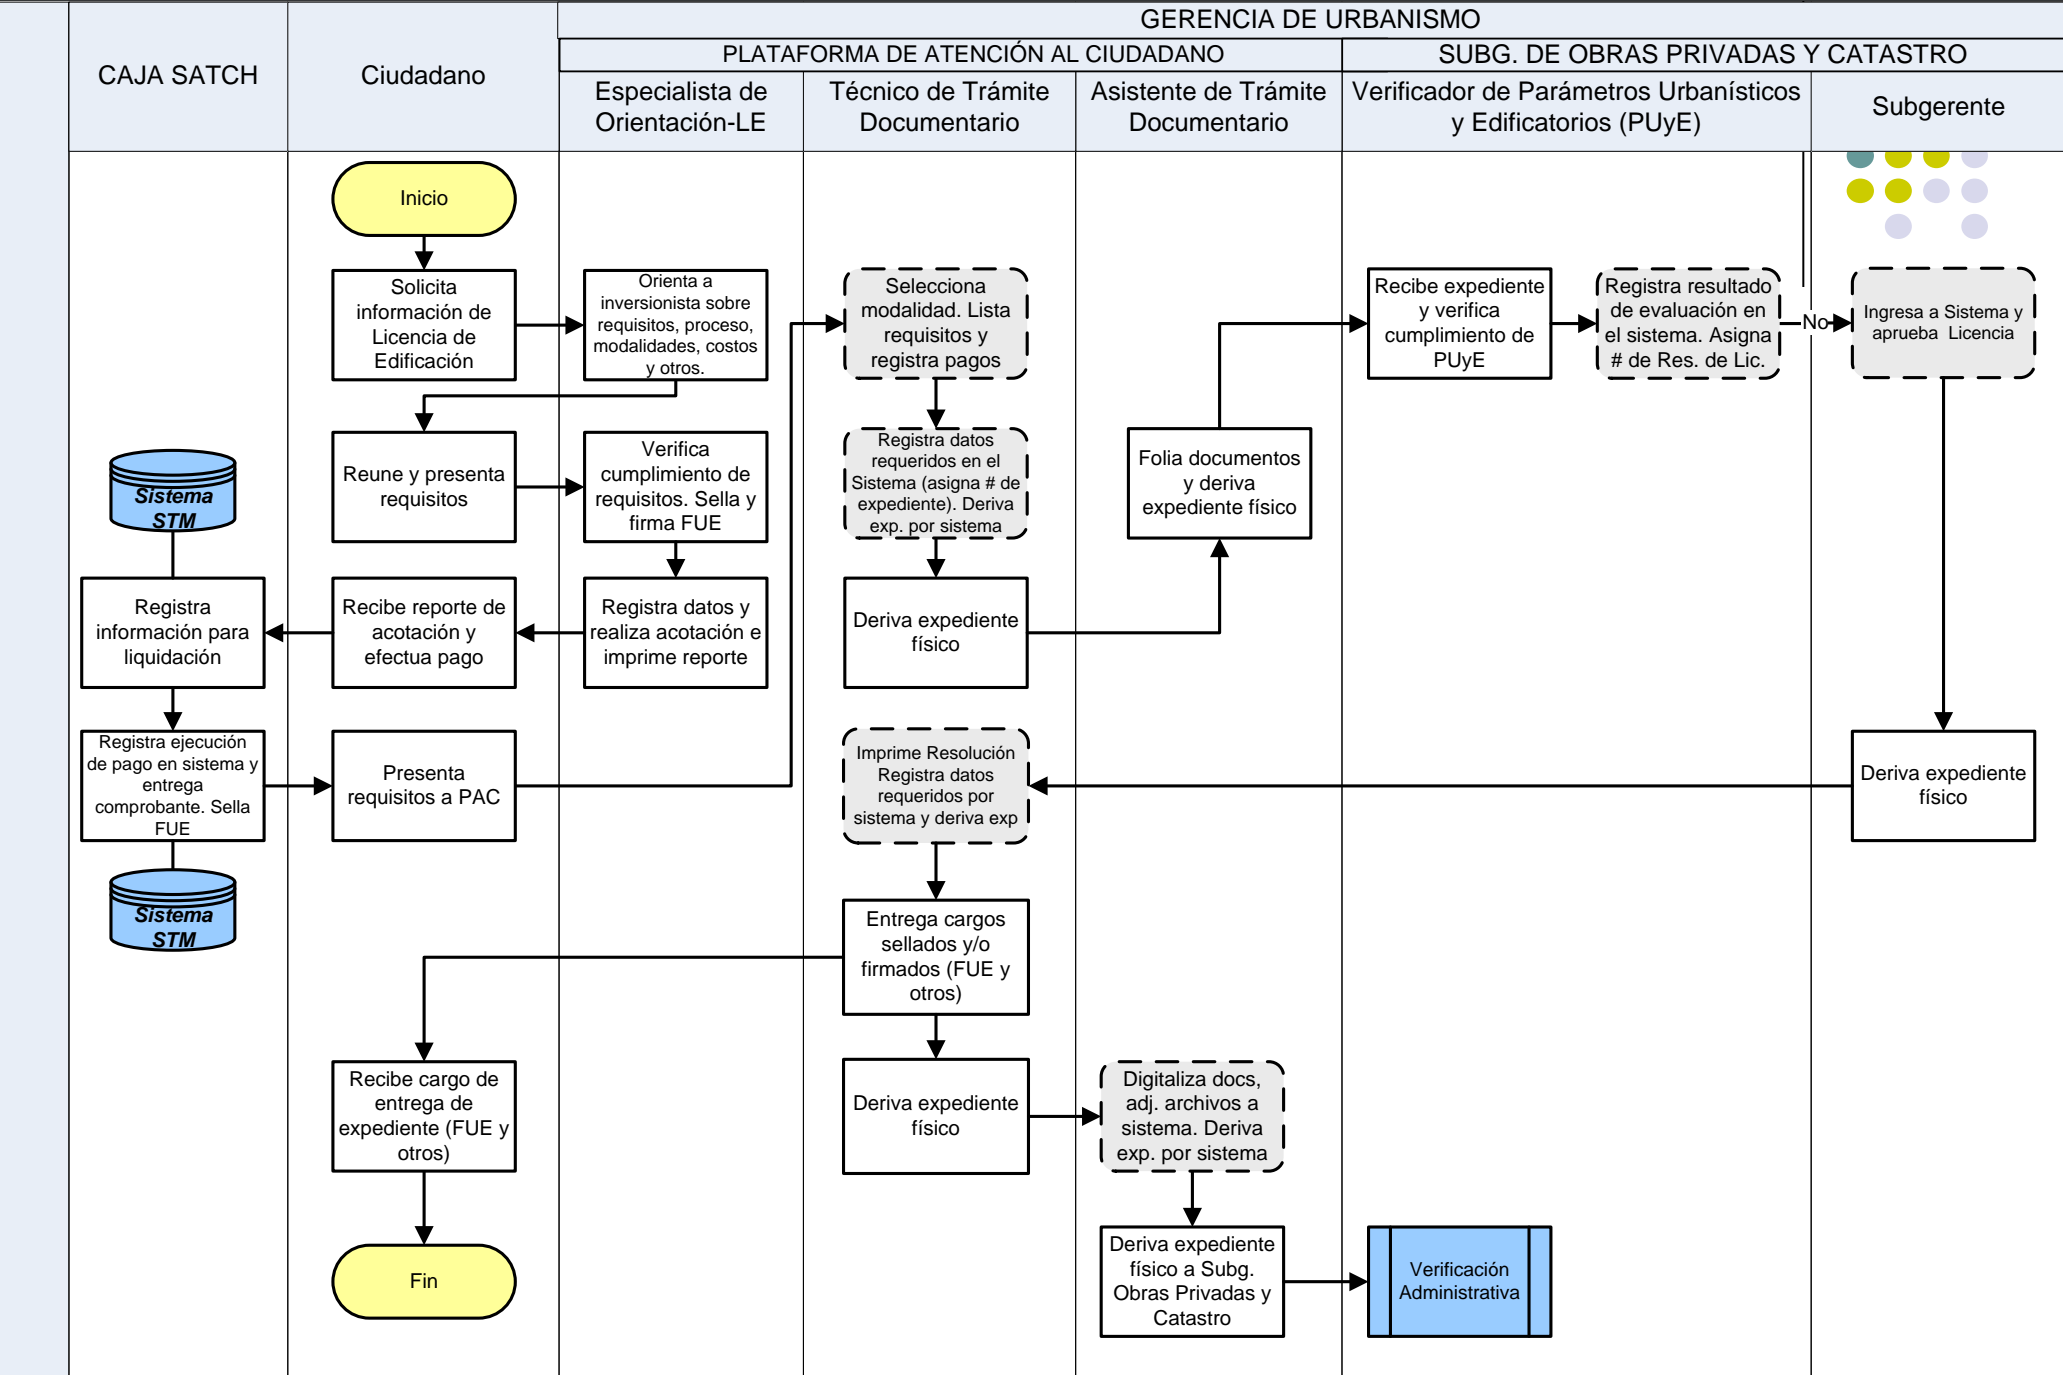 GERENCIA DE URBANISMO
PLATAFORMA DE ATENCIÓN AL CIUDADANO
SUBG. DE OBRAS PRIVADAS Y CATASTRO
CAJA SATCH
Ciudadano
Especialista de
Orientación-LE
Técnico de Trámite
Documentario
Asistente de Trámite
Documentario
Verificador de Parámetros Urbanísticos
y Edificatorios (PUyE)
Subgerente
Inicio
Solicita
información de
Licencia de
Edificación
Orienta a
inversionista sobre
requisitos, proceso,
modalidades, costos
y otros.
Selecciona
modalidad. Lista
requisitos y
registra pagos
Recibe expediente
y verifica
cumplimiento de
PUyE
Registra resultado
de evaluación en
el sistema. Asigna
# de Res. de Lic.
No
Ingresa a Sistema y
aprueba Licencia
Sistema
STM
Reune y presenta
requisitos
Verifica
cumplimiento de
requisitos. Sella y
firma FUE
Registra datos
requeridos en el
Sistema (asigna # de
expediente). Deriva
exp. por sistema
Folia documentos
y deriva
expediente físico
Registra
información para
liquidación
Recibe reporte de
acotación y
efectua pago
Registra datos y
realiza acotación e
imprime reporte
Deriva expediente
físico
Registra ejecución
de pago en sistema y
entrega
comprobante. Sella
FUE
Presenta
requisitos a PAC
Imprime Resolución
Registra datos
requeridos por
sistema y deriva exp
Deriva expediente
físico
Sistema
STM
Entrega cargos
sellados y/o
firmados (FUE y
otros)
Recibe cargo de
entrega de
expediente (FUE y
otros)
Deriva expediente
físico
Digitaliza docs,
adj. archivos a
sistema. Deriva
exp. por sistema
Fin
Deriva expediente
físico a Subg.
Obras Privadas y
Catastro
Verificación
Administrativa